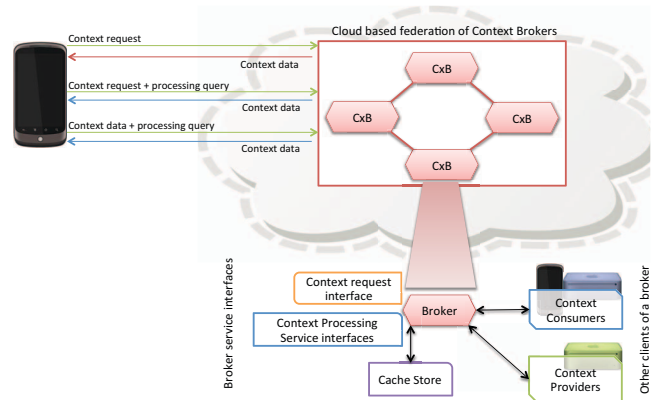 Cloud based federation of Context Brokers
Context request
Context data
Context request + processing query
Context data
Context data + processing query
Context data
CxB
CxB
CxB
CxB
Broker service interfaces
Context request
interface
Context Processing
Service interfaces
Broker
Cache Store
Context
Consumers
Context
Providers
Other clients of a broker